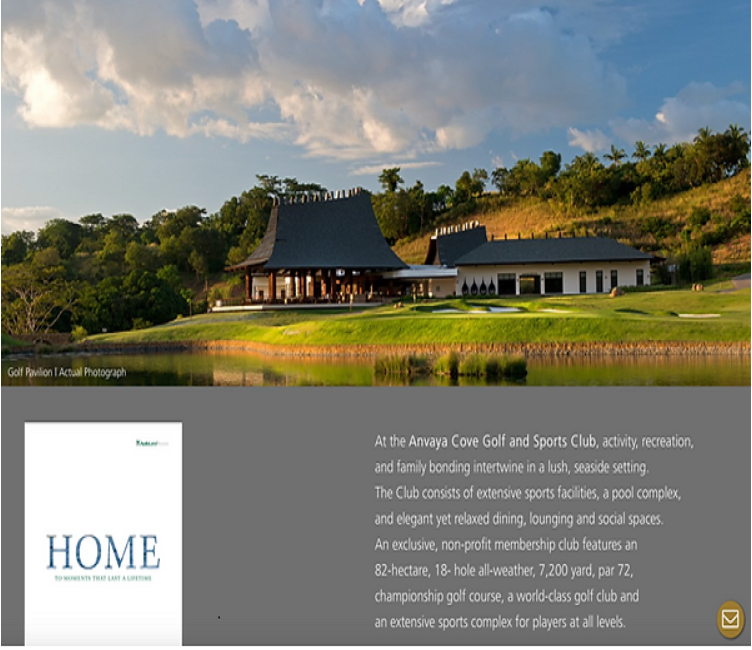 Golf Pavilion | Actual Photograph
HOME
TO MOMENTS THAT LAST A LIFETIME
At the Anvaya Cove Golf and Sports Club, activity, recreation,
and family bonding intertwine in a lush, seaside setting.
The Club consists of extensive sports facilities, a pool complex,
and elegant yet relaxed dining, lounging and social spaces.
An exclusive, non-profit membership club features an
82-hectare, 18- hole all-weather, 7,200 yard, par 72,
championship golf course, a world-class golf club and
an extensive sports complex for players at all levels.